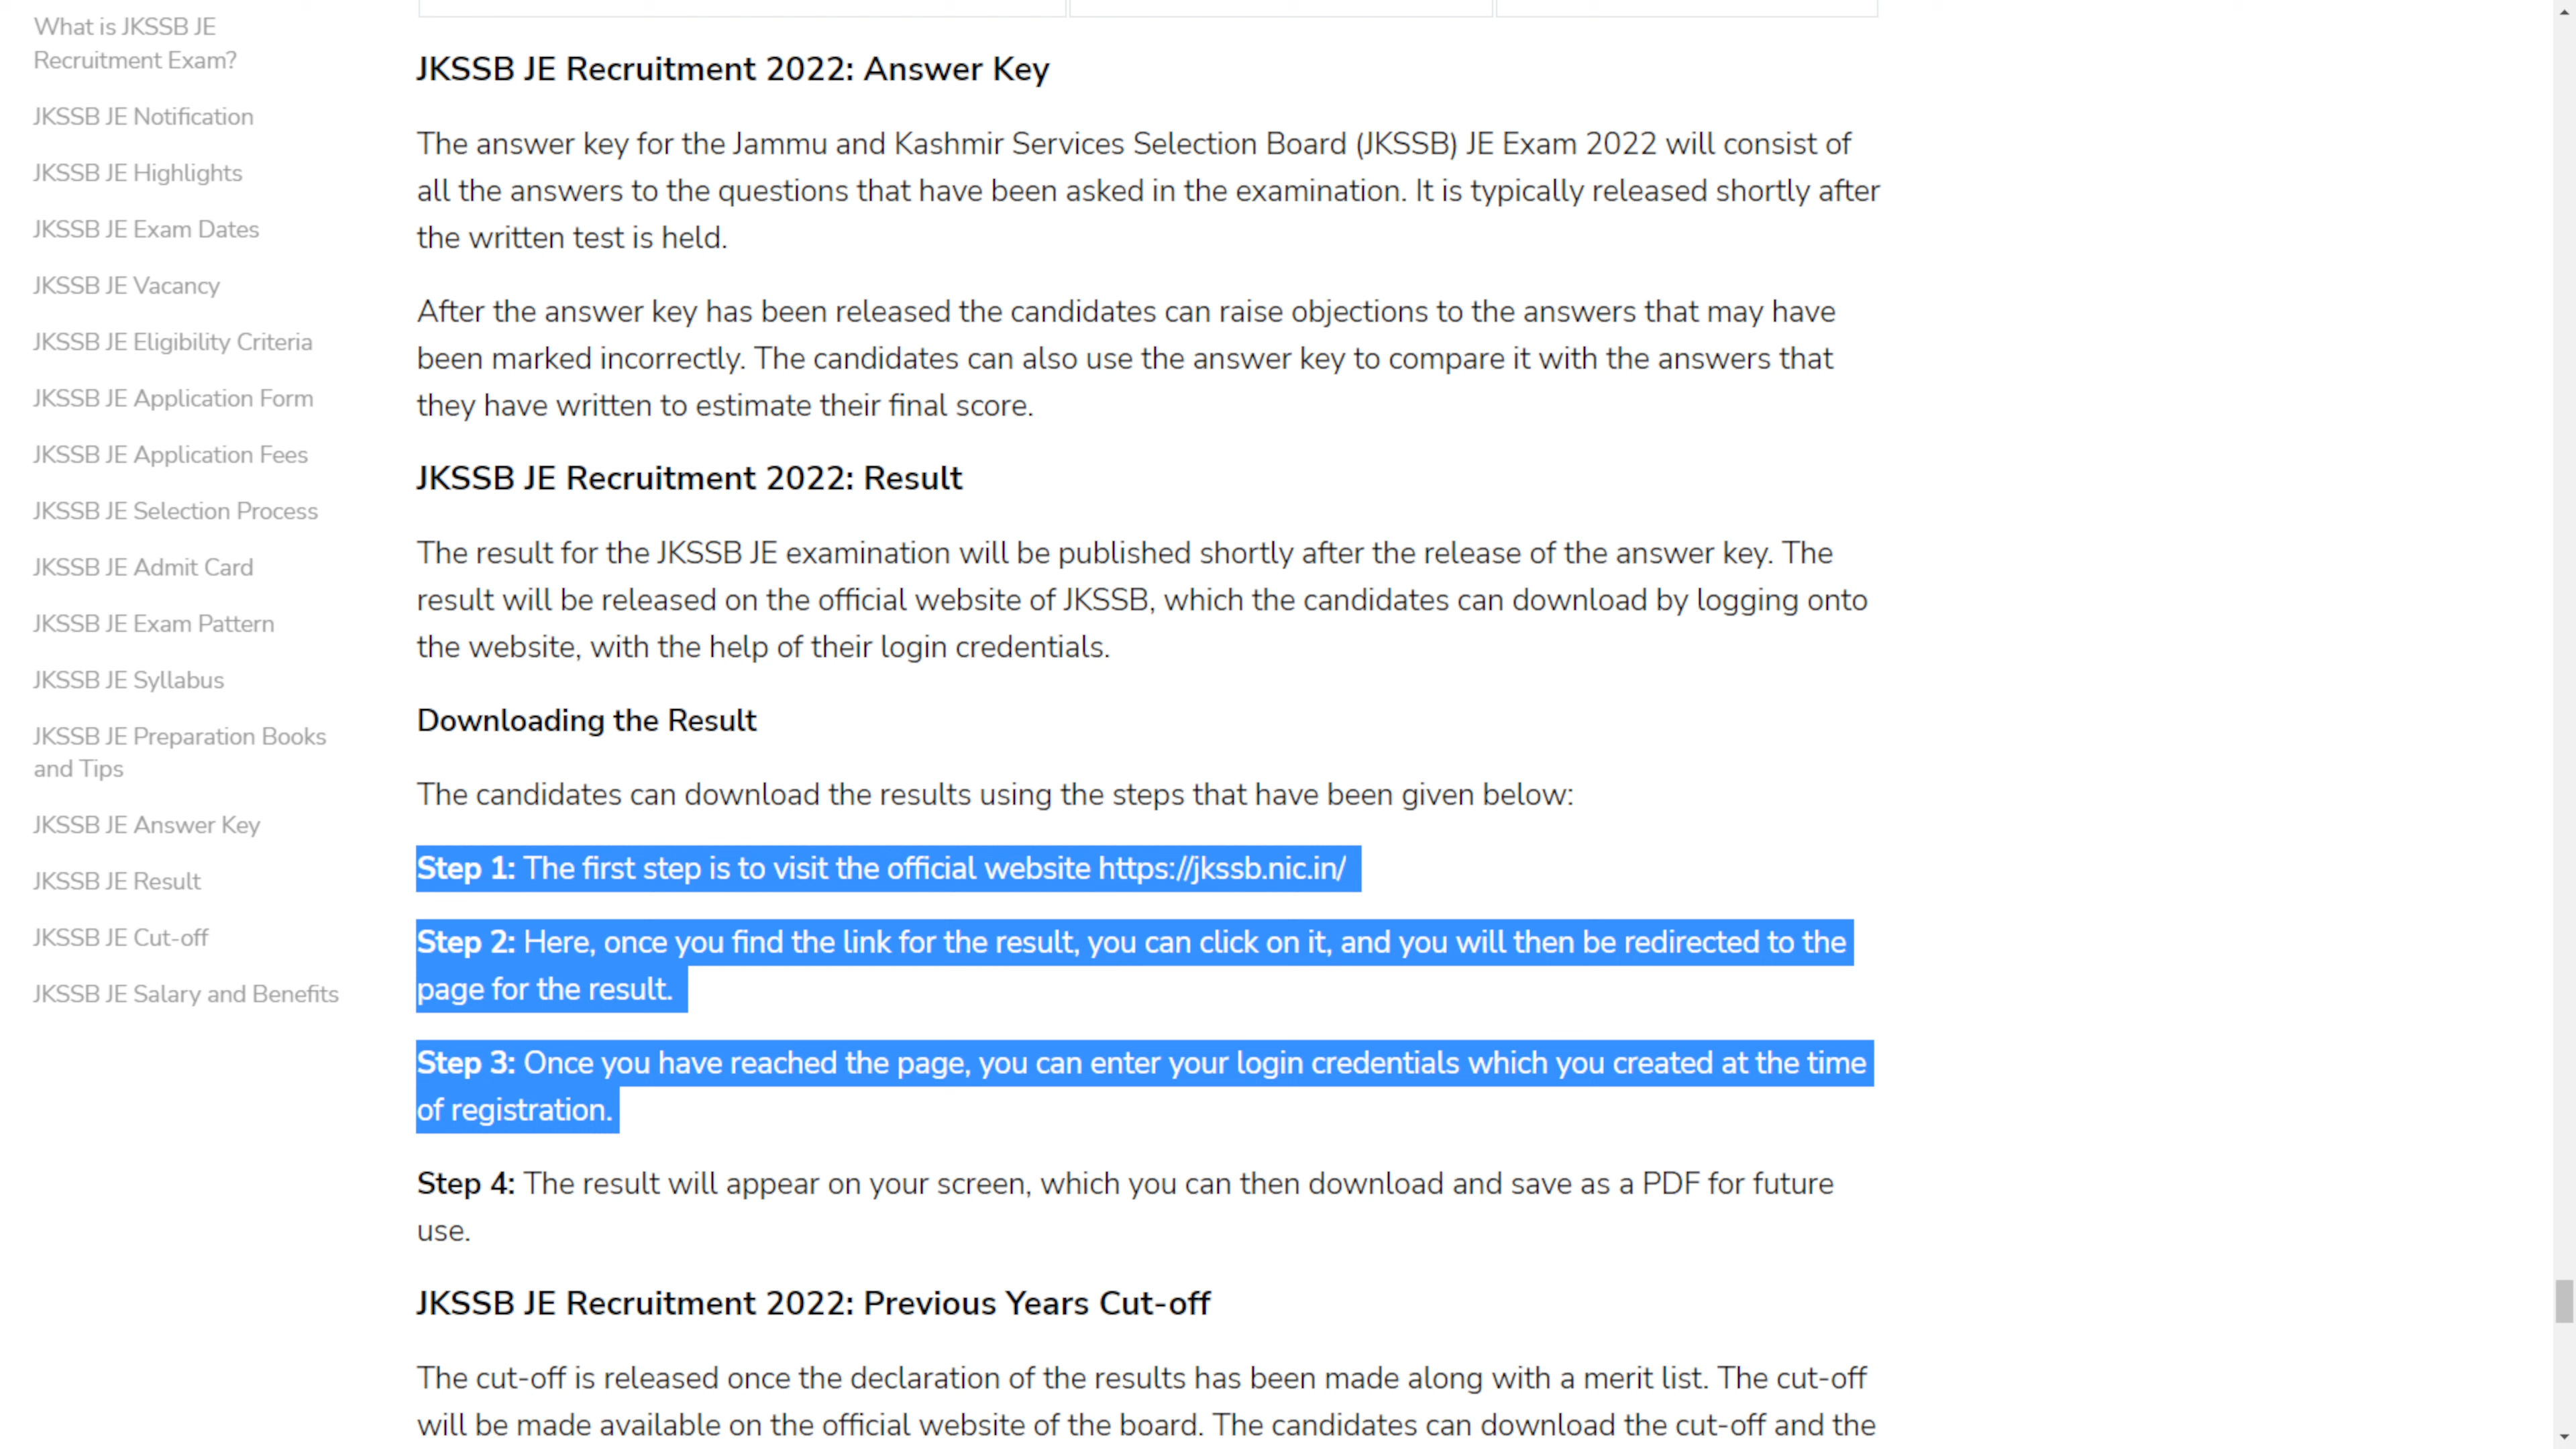 What is JKSSB JE
Recruitment Exam?
JKSSB JE Notification
JKSSB JE Highlights
JKSSB JE Exam Dates
JKSSB JE Vacancy
JKSSB JE Eligibility Criteria
JKSSB JE Application Form
JKSSB JE Application Fees
JKSSB JE Selection Process
JKSSB JE Admit Card
JKSSB JE Exam Pattern
JKSSB JE Syllabus
JKSSB JE Preparation Books
and Tips
JKSSB JE Answer Key
JKSSB JE Result
JKSSB JE Cut-off
JKSSB JE Salary and Benefits
JKSSB JE Recruitment 2022: Answer Key
The answer key for the Jammu and Kashmir Services Selection Board (JKSSB) JE Exam 2022 will consist of
all the answers to the questions that have been asked in the examination. It is typically released shortly after
the written test is held.
After the answer key has been released the candidates can raise objections to the answers that may have
been marked incorrectly. The candidates can also use the answer key to compare it with the answers that
they have written to estimate their final score.
JKSSB JE Recruitment 2022: Result
The result for the JKSSB JE examination will be published shortly after the release of the answer key. The
result will be released on the official website of JKSSB, which the candidates can download by logging onto
the website, with the help of their login credentials.
Downloading the Result
The candidates can download the results using the steps that have been given below:
Step 1: The first step is to visit the official website https://jkssb.nic.in/
Step 2: Here, once you find the link for the result, you can click on it, and you will then be redirected to the
page for the result.
Step 3: Once you have reached the page, you can enter your login credentials which you created at the time
of registration.
Step 4: The result will appear on your screen, which you can then download and save as a PDF for future
use.
JKSSB JE Recruitment 2022: Previous Years Cut-off
The cut-off is released once the declaration of the results has been made along with a merit list. The cut-off
will be made available on the official website of the board. The candidates can download the cut-off and the